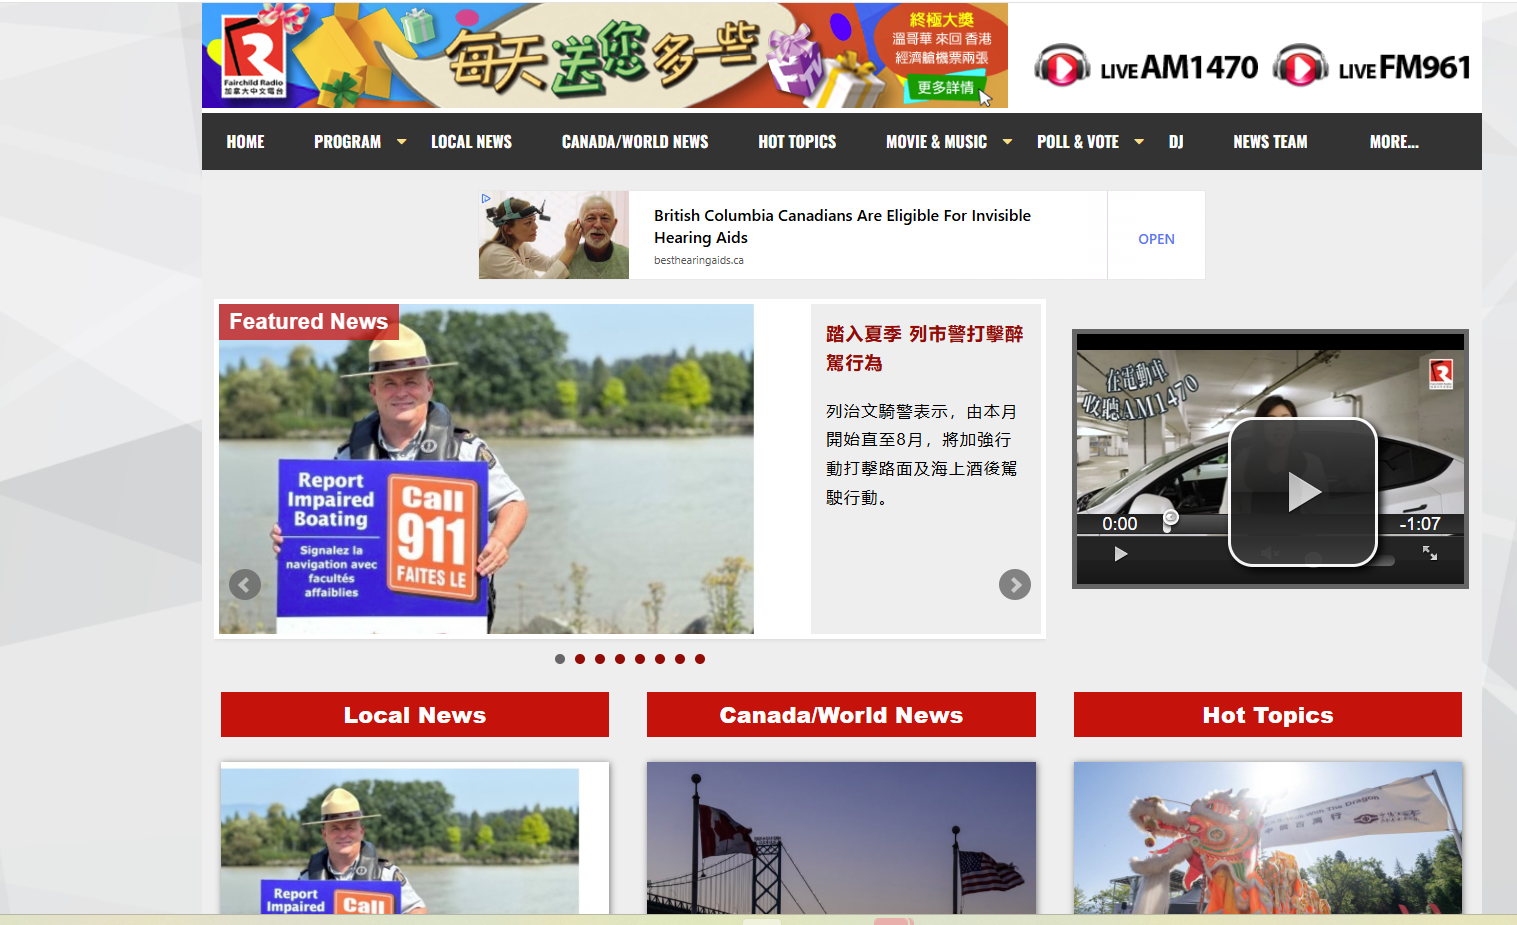 Fairchild Radio
加拿大中文電台
每天送您多一些
終極大獎
溫哥華 來回 香港
經濟艙機票兩張
更多詳情
LIVE AM1470
LIVE FM961
HOME
PROGRAM
LOCAL NEWS
CANADA/WORLD NEWS
HOT TOPICS
MOVIE & MUSIC
POLL & VOTE
DJ
NEWS TEAM
MORE...
British Columbia Canadians Are Eligible For Invisible
Hearing Aids
besthearingaids.ca
OPEN
Featured News
Report
Impaired
Boating
Signalez la
navigation avec
facultés
affaiblies
Call
911
FAITES LE
踏入夏季 列市警打擊醉
駕行為
列治文騎警表示，由本月
開始直至8月，將加強行
動打擊路面及海上酒後駕
駛行動。
在電動車
收聽AM1470
0:00
-1:07
Local News
Canada/World News
Hot Topics
Report
Impaired
Call
Walk With The Dragon